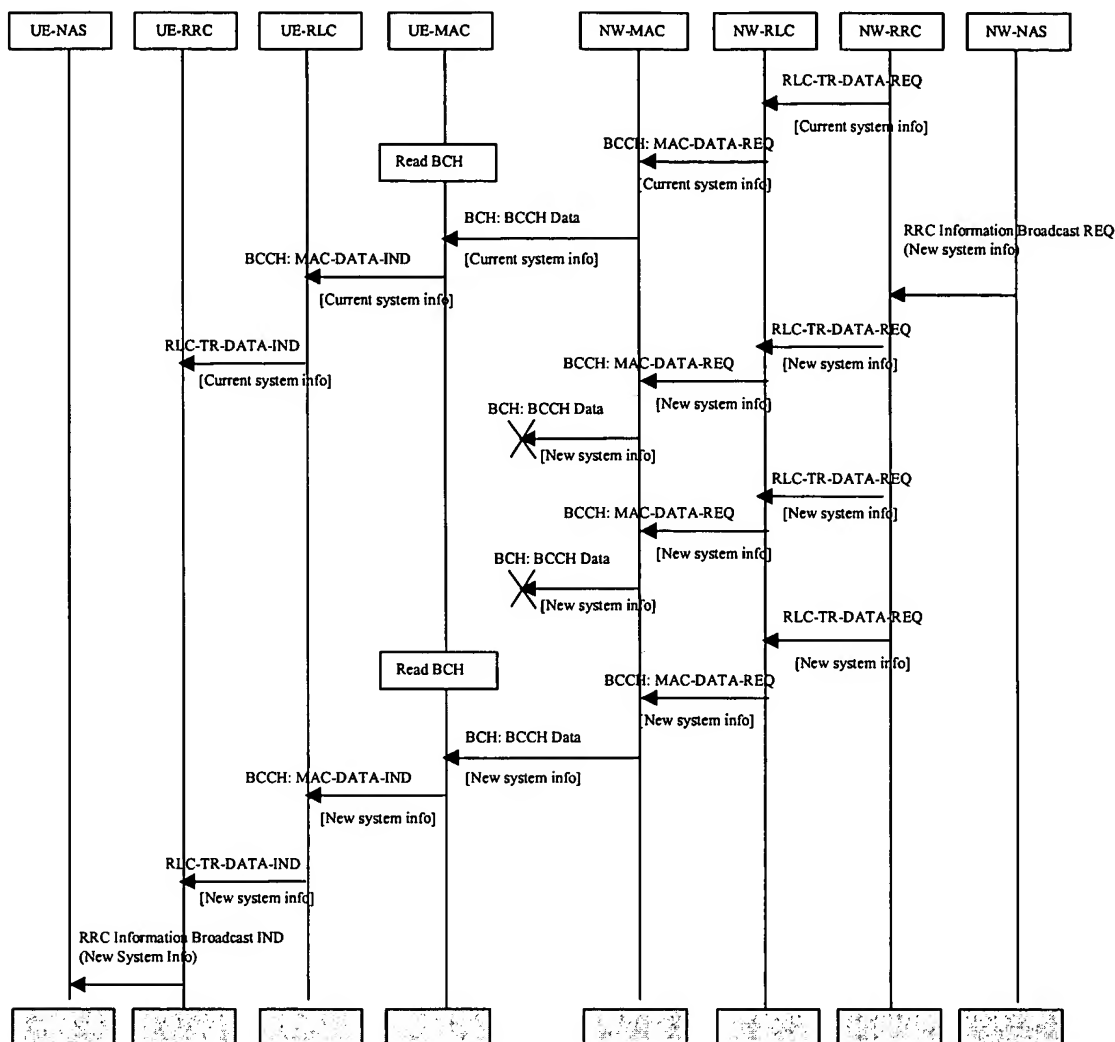 UE-NAS UE-RRC UE-RLC UE-MAC NW-MAC NW-RLC NW-RRC NW-NAS
RLC-TR-DATA-REQ
[Current system info]
BCCH: MAC-DATA-REQ
Read BCH
[Current system info]
BCH: BCCH Data
RRC Information Broadcast REQ
(New system info)
BCCH: MAC-DATA-IND
[Current system info]
[Current system info]
RLC-TR-DATA-REQ
RLC-TR-DATA-IND
BCCH: MAC-DATA-REQ
[New system info]
[Current system info]
[New system info]
BCH: BCCH Data
[New system info]
RLC-TR-DATA-REQ
BCCH: MAC-DATA-REQ
[New system info]
[New system info]
BCH: BCCH Data
[New system info]
RLC-TR-DATA-REQ
[New system info]
Read BCH
BCCH: MAC-DATA-REQ
[New system info]
BCH: BCCH Data
BCCH: MAC-DATA-IND
[New system info]
[New system info]
RLC-TR-DATA-IND
[New system info]
RRC Information Broadcast IND
(New System Info)